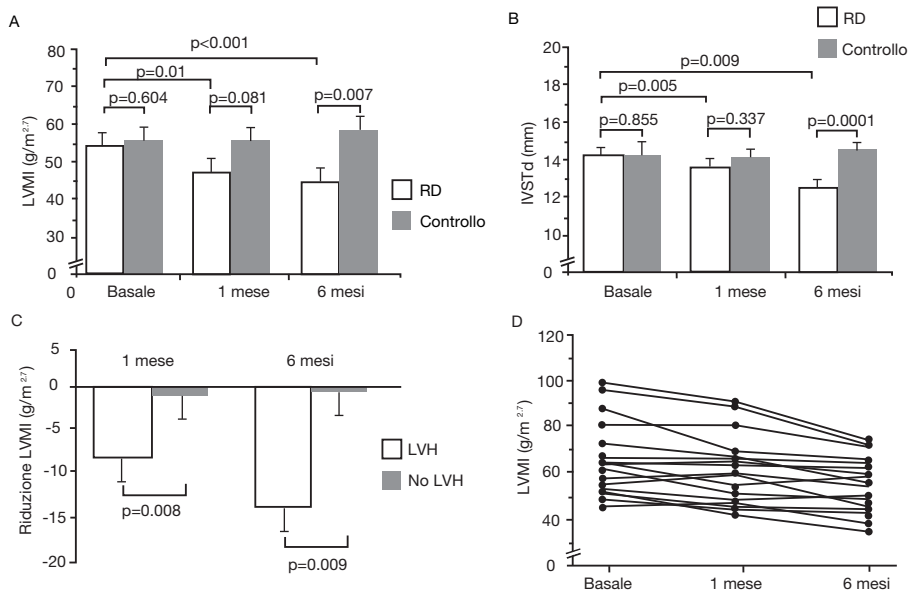 A
LVMI (g/m2.7)
80
70
60
50
40
30
0
0
p<0.001
p=0.01
p=0.604
p=0.081
p=0.007
Basale
1 mese
6 mesi
RD
Controllo
B
RD
Controllo
IVSTd (mm)
20
18
16
14
12
10
0
p=0.009
p=0.005
p=0.855
p=0.337
p=0.0001
Basale
1 mese
6 mesi
C
Riduzione LVMI (g/m2.7)
5
0
-5
-10
-15
-20
1 mese
6 mesi
p=0.008
p=0.009
LVH
No LVH
D
LVMI (g/m2.7)
120
100
80
60
40
0
Basale
1 mese
6 mesi